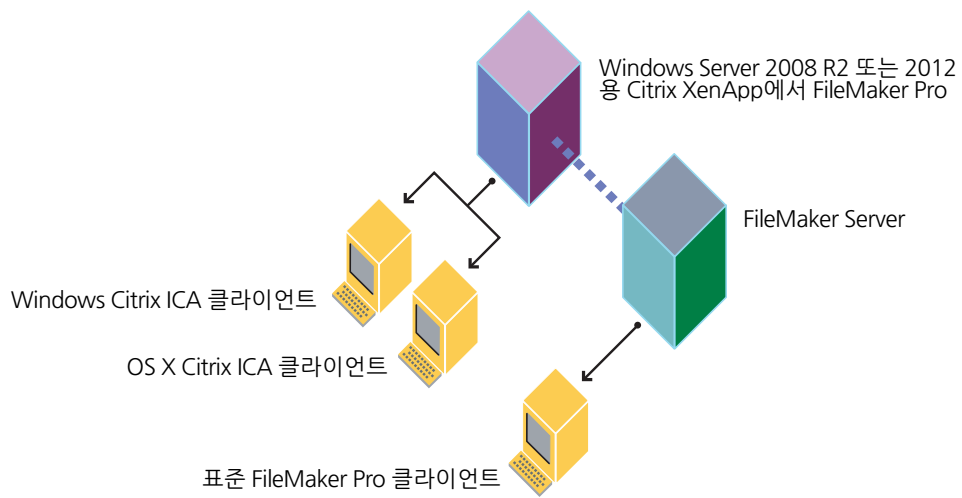 Windows Server 2008 R2 또는 2012
용 Citrix XenApp에서 FileMaker Pro
FileMaker Server
Windows Citrix ICA 클라이언트
OS X Citrix ICA 클라이언트
표준 FileMaker Pro 클라이언트